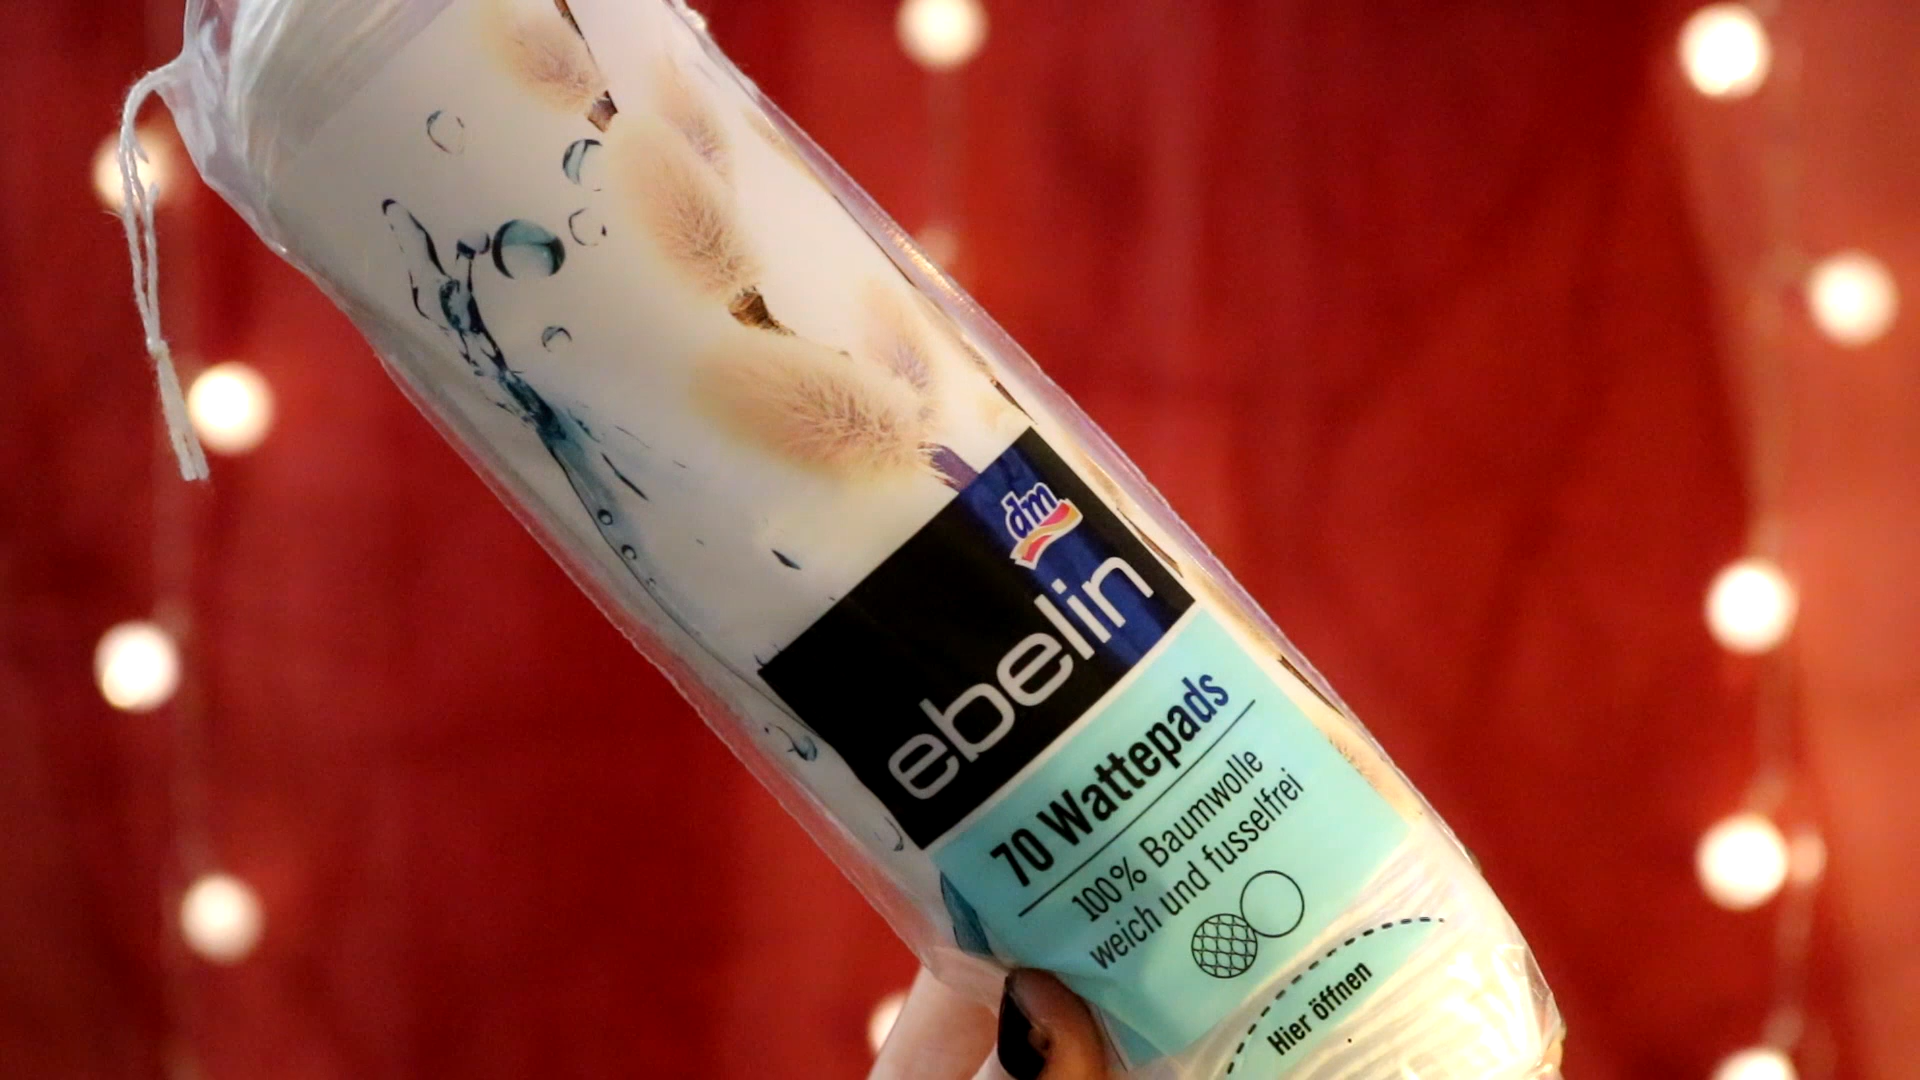 dm
ebelin
70 Wattepads
100% Baumwolle
weich und fusselfrei
Hier öffnen